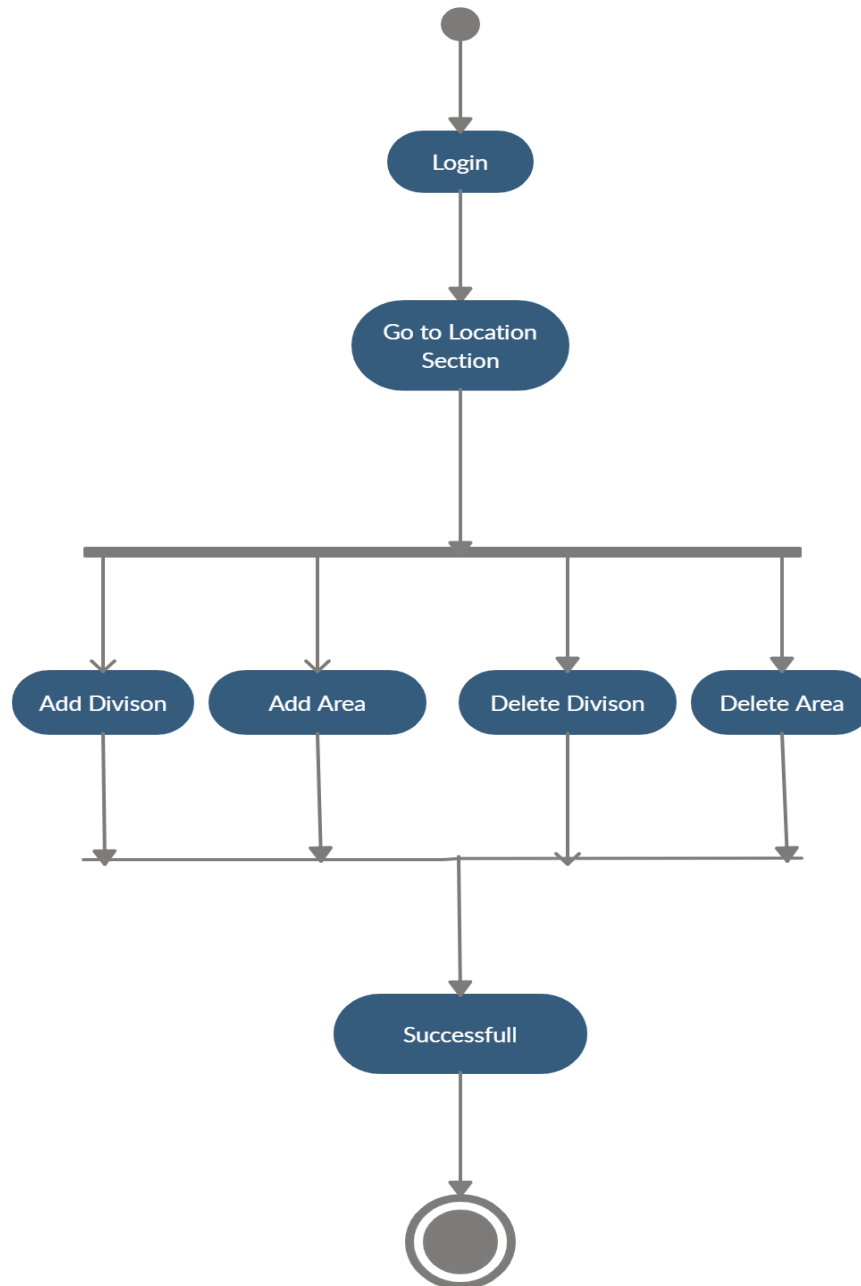 Login
Go to Location
Section
Add Divison
Add Area
Delete Divison
Delete Area
Successfull